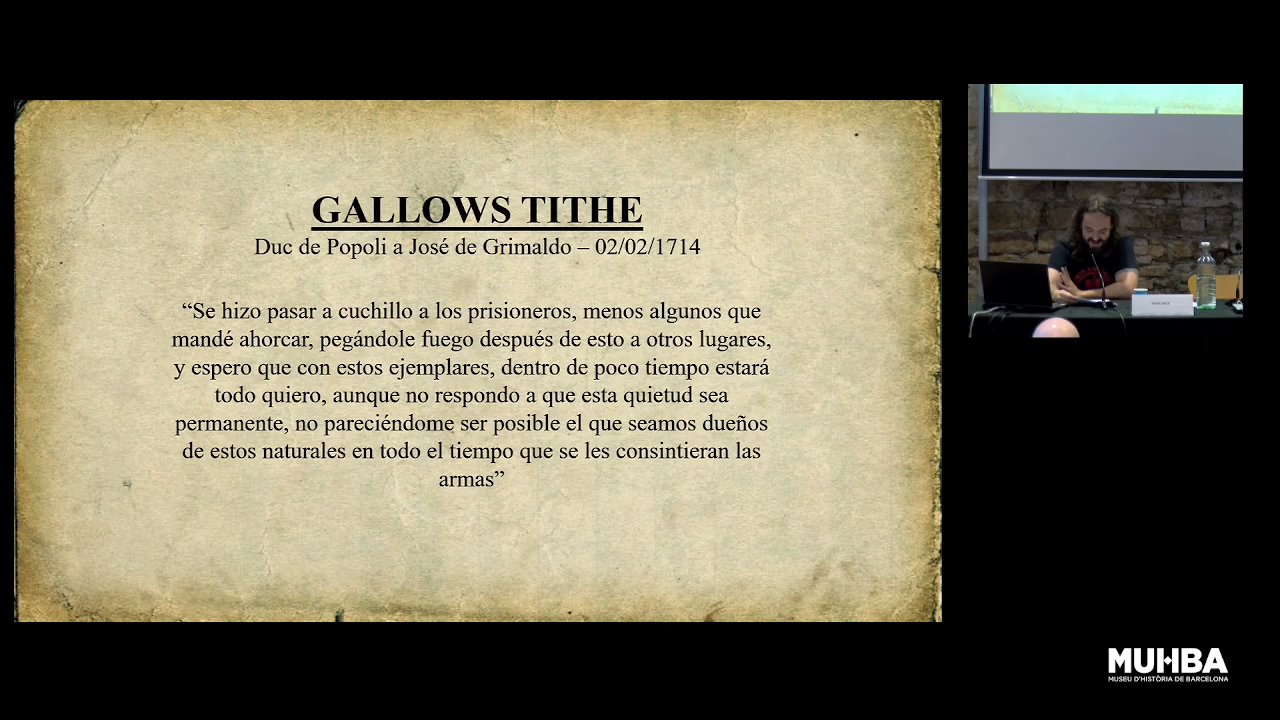 GALLOWS TITHE
Duc de Popoli a José de Grimaldo – 02/02/1714
“Se hizo pasar a cuchillo a los prisioneros, menos algunos que
mandé ahorcar, pegándole fuego después de esto a otros lugares,
y espero que con estos ejemplares, dentro de poco tiempo estará
todo quiero, aunque no respondo a que esta quietud sea
permanente, no pareciéndome ser posible el que seamos dueños
de estos naturales en todo el tiempo que se les consintieran las
armas”
MUHBA
MUSEU D'HISTÒRIA DE BARCELONA